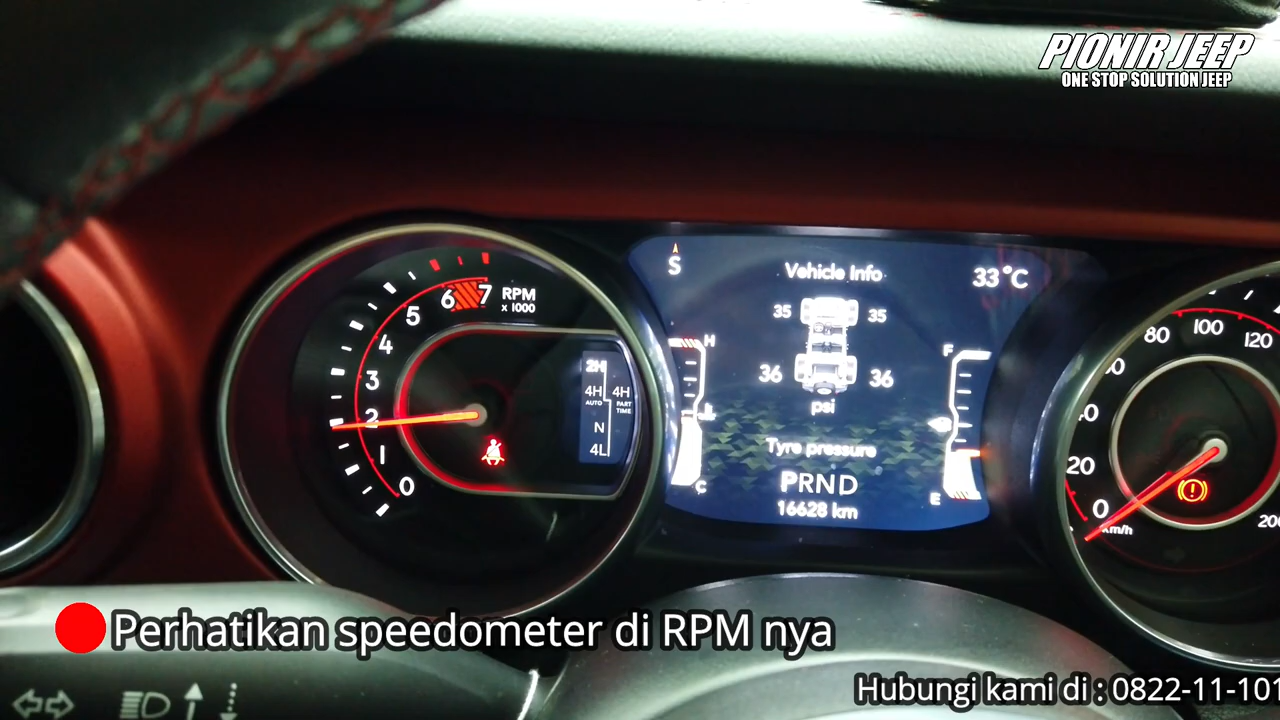 PIONIR JEEP
ONE STOP SOLUTION JEEP
S
Vehicle Info
33°C
35
35
36
36
psi
Tyre pressure
PRND
16628 km
H
C
F
E
RPM
x 1000
7
6
5
4
3
2
1
0
2H
4H AUTO
4H PART TIME
N
4L
120
100
80
20
0
km/h
Perhatikan speedometer di RPM nya
Hubungi kami di : 0822-11-101